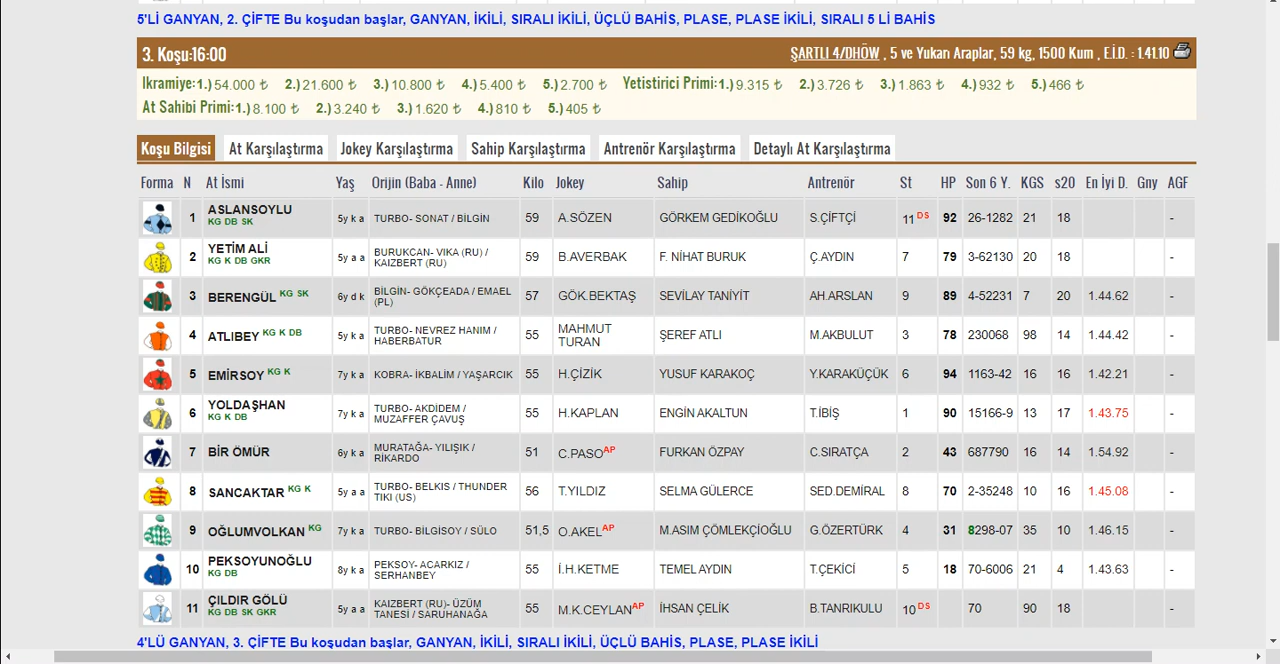 5'Lİ GANYAN, 2. ÇİFTE Bu koşudan başlar, GANYAN, İKİLİ, SIRALI İKİLİ, ÜÇLÜ BAHİS, PLASE, PLASE İKİLİ, SIRALI 5 Lİ BAHİS
3. Koşu:16:00 ŞARTLI 4/DHÖW , 5 ve Yukarı Araplar, 59 kg, 1500 Kum , E.İ.D. : 1.41.10
Ikramiye:1.)54.000 ₺ 2.)21.600 ₺ 3.)10.800 ₺ 4.)5.400 ₺ 5.)2.700 ₺ Yetistirici Primi:1.)9.315 ₺ 2.)3.726 ₺ 3.)1.863 ₺ 4.)932 ₺ 5.)466 ₺
At Sahibi Primi:1.)8.100 ₺ 2.)3.240 ₺ 3.)1.620 ₺ 4.)810 ₺ 5.)405 ₺
Koşu Bilgisi At Karşılaştırma Jokey Karşılaştırma Sahip Karşılaştırma Antrenör Karşılaştırma Detaylı At Karşılaştırma
Forma N At İsmi Yaş Orijin (Baba - Anne) Kilo Jokey Sahip Antrenör St HP Son 6 Y. KGS s20 En İyi D. Gny AGF
1 ASLANSOYLU KG DB SK 5y k a TURBO- SONAT / BİLGİN 59 A.SÖZEN GÖRKEM GEDİKOĞLU S.ÇİFTÇİ 11 DS 92 26-1282 21 18 -
2 YETİM ALİ KG K DB GKR 5y a a BURUKCAN- VIKA (RU) / KAIZBERT (RU) 59 B.AVERBAK F. NİHAT BURUK Ç.AYDIN 7 79 3-62130 20 18 -
3 BERENGÜL KG SK 6y d k BİLGİN- GÖKÇEADA / EMAEL (PL) 57 GÖK.BEKTAŞ SEVİLAY TANİYİT AH.ARSLAN 9 89 4-52231 7 20 1.44.62 -
4 ATLIBEY KG K DB 5y k a TURBO- NEVREZ HANIM / HABERBATUR 55 MAHMUT TURAN ŞEREF ATLI M.AKBULUT 3 78 230068 98 14 1.44.42 -
5 EMİRSOY KG K 7y k a KOBRA- İKBALİM / YAŞARCIK 55 H.ÇİZİK YUSUF KARAKOÇ Y.KARAKÜÇÜK 6 94 1163-42 16 16 1.42.21 -
6 YOLDAŞHAN KG K DB 7y k a TURBO- AKDİDEM / MUZAFFER ÇAVUŞ 55 H.KAPLAN ENGİN AKALTUN T.İBİŞ 1 90 15166-9 13 17 1.43.75 -
7 BİR ÖMÜR 6y k a MURATAĞA- YILIŞIK / RIKARDO 51 C.PASO AP FURKAN ÖZPAY C.SIRATÇA 2 43 687790 16 14 1.54.92 -
8 SANCAKTAR KG K 5y a a TURBO- BELKIS / THUNDER TIKI (US) 56 T.YILDIZ SELMA GÜLERCE SED.DEMİRAL 8 70 2-35248 10 16 1.45.08 -
9 OĞLUMVOLKAN KG 7y k a TURBO- BİLGİSOY / SÜLO 51,5 O.AKEL AP M.ASIM ÇÖMLEKÇİOĞLU G.ÖZERTÜRK 4 31 8298-07 35 10 1.46.15 -
10 PEKSOYUNOĞLU KG DB 8y k a PEKSOY- ACARKIZ / SERHANBEY 55 İ.H.KETME TEMEL AYDIN T.ÇEKİCİ 5 18 70-6006 21 4 1.43.63 -
11 ÇILDIR GÖLÜ KG DB SK GKR 5y a a KAIZBERT (RU)- ÜZÜM TANESİ / SARUHANAĞA 55 M.K.CEYLAN AP İHSAN ÇELİK B.TANRIKULU 10 DS 70 90 18 -
4'LÜ GANYAN, 3. ÇİFTE Bu koşudan başlar, GANYAN, İKİLİ, SIRALI İKİLİ, ÜÇLÜ BAHİS, PLASE, PLASE İKİLİ